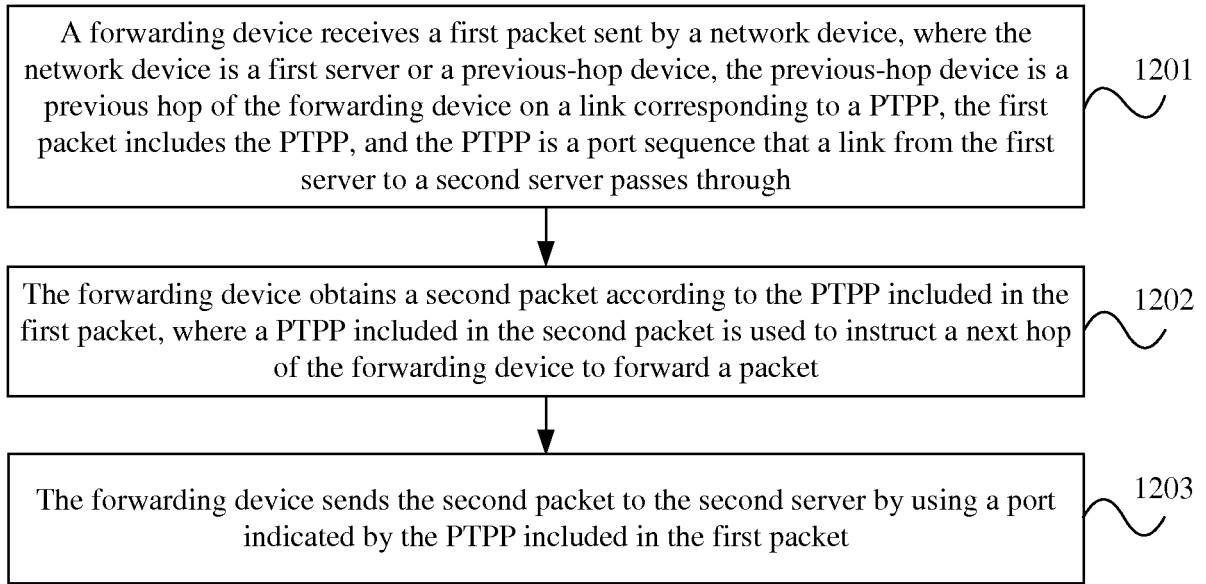 A forwarding device receives a first packet sent by a network device, where the
network device is a first server or a previous-hop device, the previous-hop device is a
previous hop of the forwarding device on a link corresponding to a PTPP, the first
packet includes the PTPP, and the PTPP is a port sequence that a link from the first
server to a second server passes through
1201
The forwarding device obtains a second packet according to the PTPP included in the
first packet, where a PTPP included in the second packet is used to instruct a next hop
of the forwarding device to forward a packet
1202
The forwarding device sends the second packet to the second server by using a port
indicated by the PTPP included in the first packet
1203